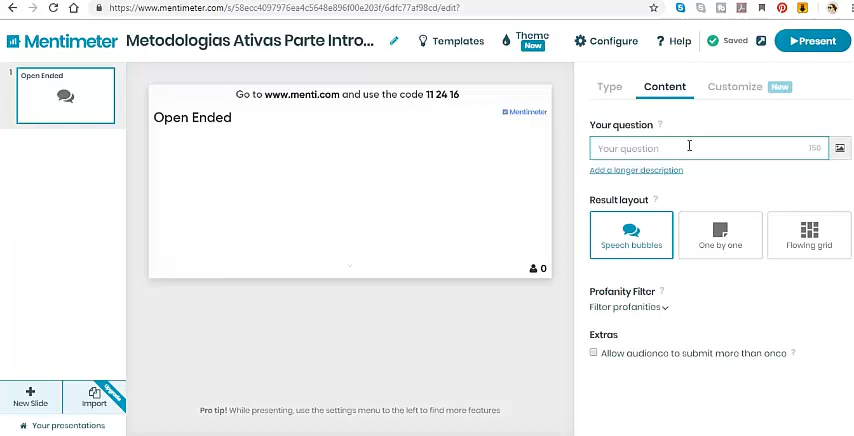 https://www.mentimeter.com/s/58ecc4097976ea4c5648e896f00e203f/6dfc77af98cd/edit?
Mentimeter
Metodologias Ativas Parte Intro...
Templates
Theme
New
Configure
? Help
Saved
Present
1
Open Ended
Go to www.menti.com and use the code 11 24 16
Open Ended
Mentimeter
0
Pro tip! While presenting, use the settings menu to the left to find more features
Type
Content
Customize
New
Your question ?
Your question
150
Add a longer description
Result layout ?
Speech bubbles
One by one
Flowing grid
Profanity Filter ?
Filter profanities
Extras
Allow audience to submit more than once ?
New Slide
Import
Upgrade
Your presentations